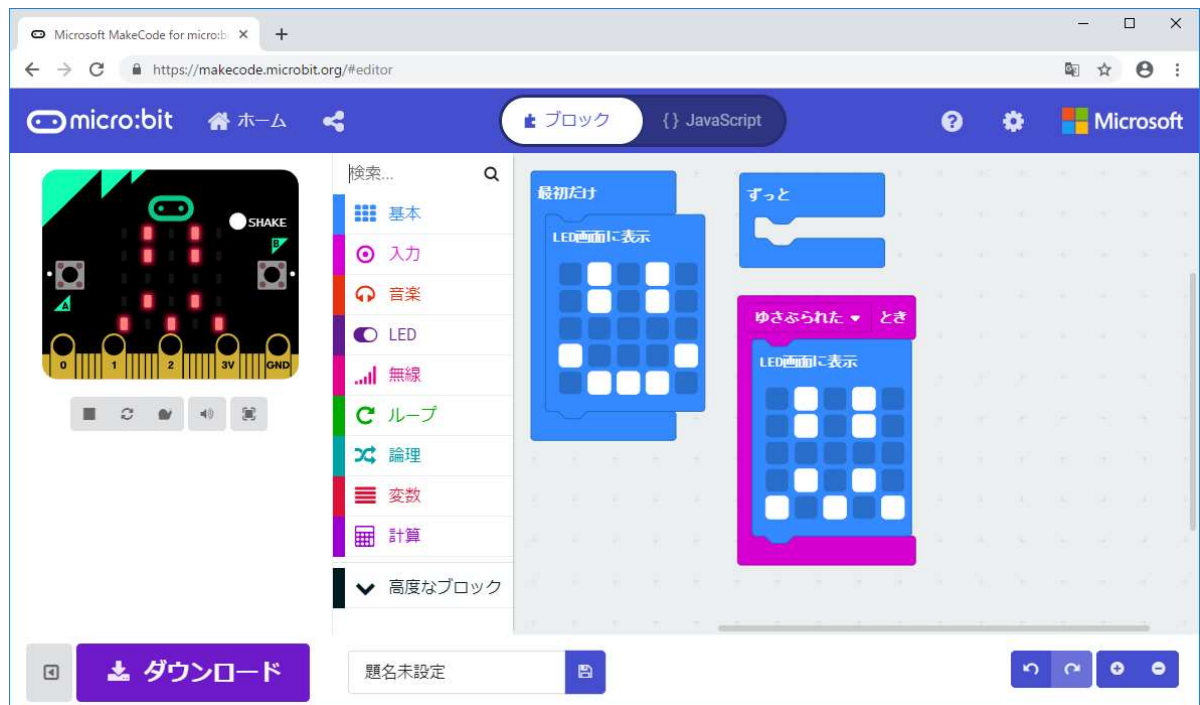 Microsoft MakeCode for micro:b
https://makecode.microbit.org/#editor
micro:bit
ホーム
ブロック
{} JavaScript
Microsoft
SHAKE
B
A
0
1
2
3V
GND
検索...
基本
入力
音楽
LED
無線
ループ
論理
変数
計算
高度なブロック
最初だけ
LED画面に表示
ずっと
ゆさぶられた とき
LED画面に表示
ダウンロード
題名未設定